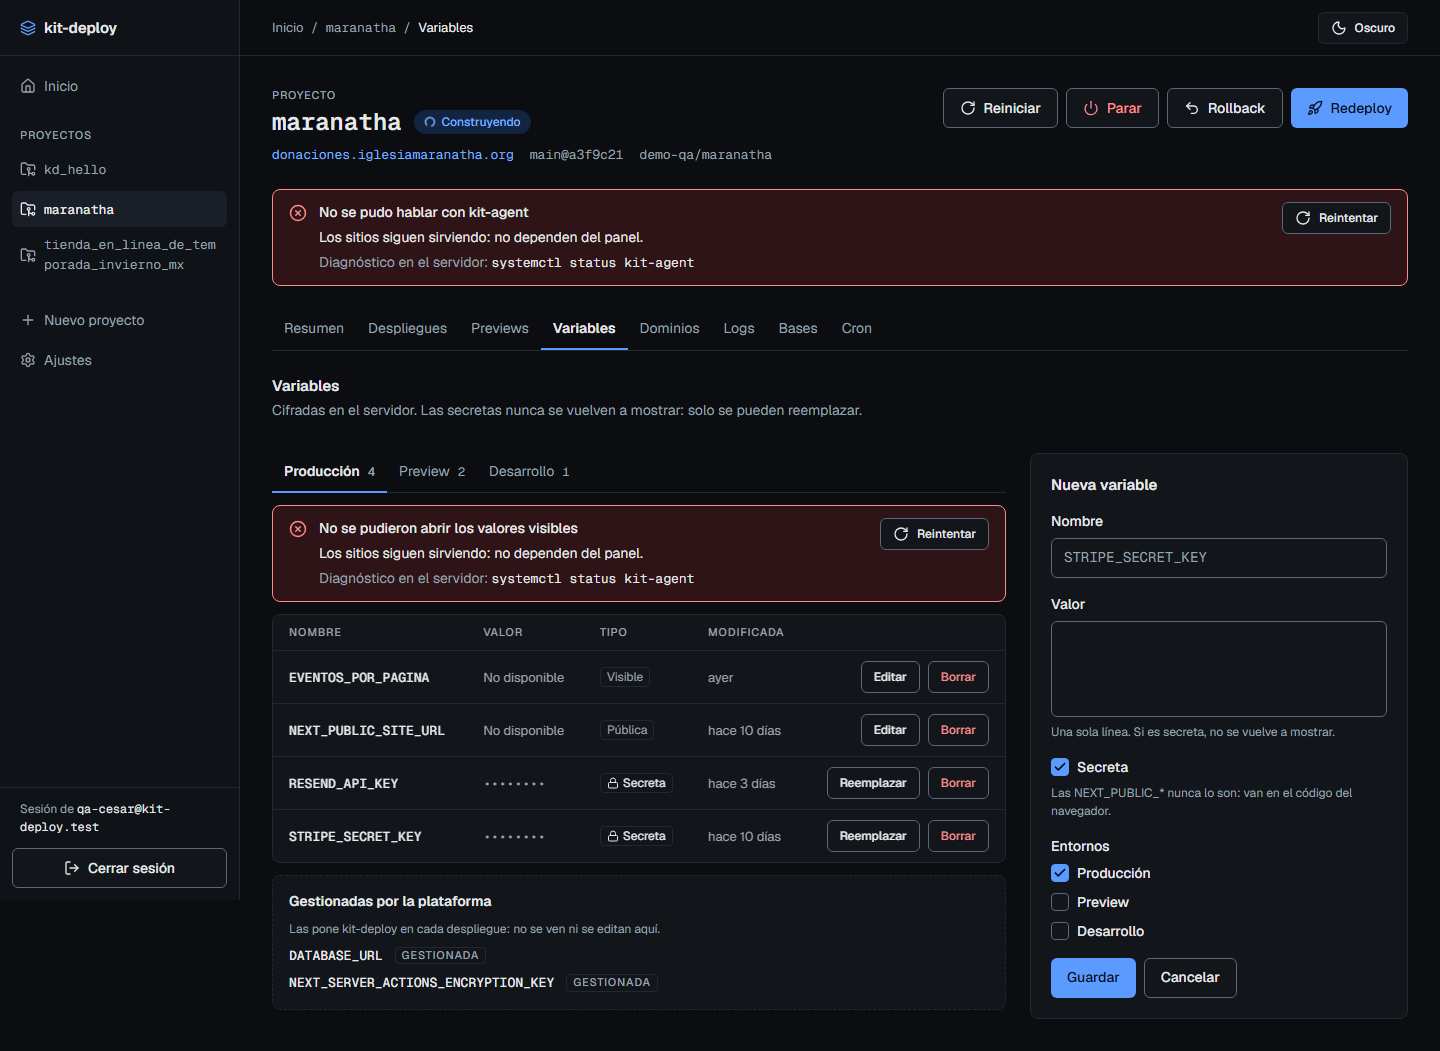 kit-deploy
Inicio / maranatha / Variables
Oscuro
Inicio
PROYECTOS
kd_hello
maranatha
tienda_en_linea_de_tem
porada_invierno_mx
Nuevo proyecto
Ajustes
Sesión de qa-cesar@kit-
deploy.test
Cerrar sesión
PROYECTO
maranatha Construyendo
Reiniciar Parar Rollback Redeploy
donaciones.iglesiamaranatha.org main@a3f9c21 demo-qa/maranatha
No se pudo hablar con kit-agent
Reintentar
Los sitios siguen sirviendo: no dependen del panel.
Diagnóstico en el servidor: systemctl status kit-agent
Resumen Despliegues Previews Variables Dominios Logs Bases Cron
Variables
Cifradas en el servidor. Las secretas nunca se vuelven a mostrar: solo se pueden reemplazar.
Producción 4 Preview 2 Desarrollo 1
No se pudieron abrir los valores visibles
Reintentar
Los sitios siguen sirviendo: no dependen del panel.
Diagnóstico en el servidor: systemctl status kit-agent
NOMBRE VALOR TIPO MODIFICADA
EVENTOS_POR_PAGINA No disponible Visible ayer Editar Borrar
NEXT_PUBLIC_SITE_URL No disponible Pública hace 10 días Editar Borrar
RESEND_API_KEY •••••••• Secreta hace 3 días Reemplazar Borrar
STRIPE_SECRET_KEY •••••••• Secreta hace 10 días Reemplazar Borrar
Gestionadas por la plataforma
Las pone kit-deploy en cada despliegue: no se ven ni se editan aquí.
DATABASE_URL GESTIONADA
NEXT_SERVER_ACTIONS_ENCRYPTION_KEY GESTIONADA
Nueva variable
Nombre
STRIPE_SECRET_KEY
Valor
Una sola línea. Si es secreta, no se vuelve a mostrar.
Secreta
Las NEXT_PUBLIC_* nunca lo son: van en el código del
navegador.
Entornos
Producción
Preview
Desarrollo
Guardar Cancelar